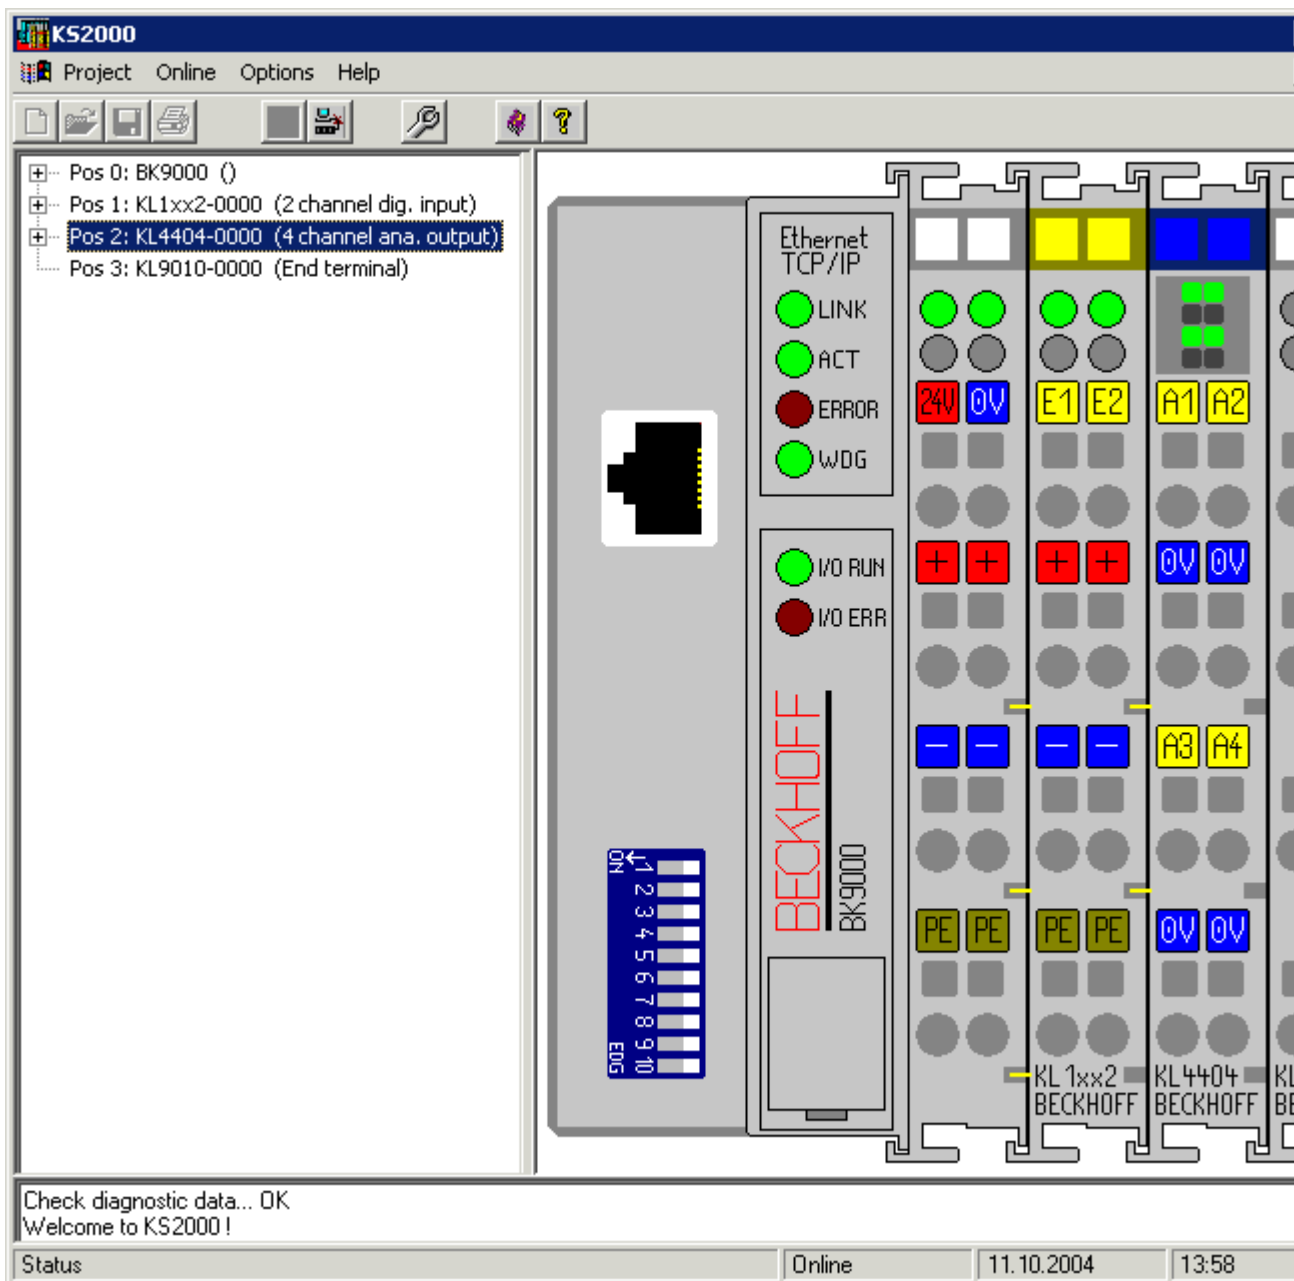 KS2000
Project Online Options Help
Pos 0: BK9000 ()
Pos 1: KL1xx2-0000 (2 channel dig. input)
Pos 2: KL4404-0000 (4 channel ana. output)
Pos 3: KL9010-0000 (End terminal)
Ethernet
TCP/IP
LINK
ACT
ERROR
WDG
I/O RUN
I/O ERR
BECKHOFF
BK9000
ON
1
2
3
4
5
6
7
8
9
10
EDG
24V 0V E1 E2 A1 A2
+ + + + 0V 0V
− − − − A3 A4
PE PE PE PE 0V 0V
KL1xx2 KL4404 KL
BECKHOFF BECKHOFF BE
Check diagnostic data... OK
Welcome to KS2000 !
Status Online 11.10.2004 13:58